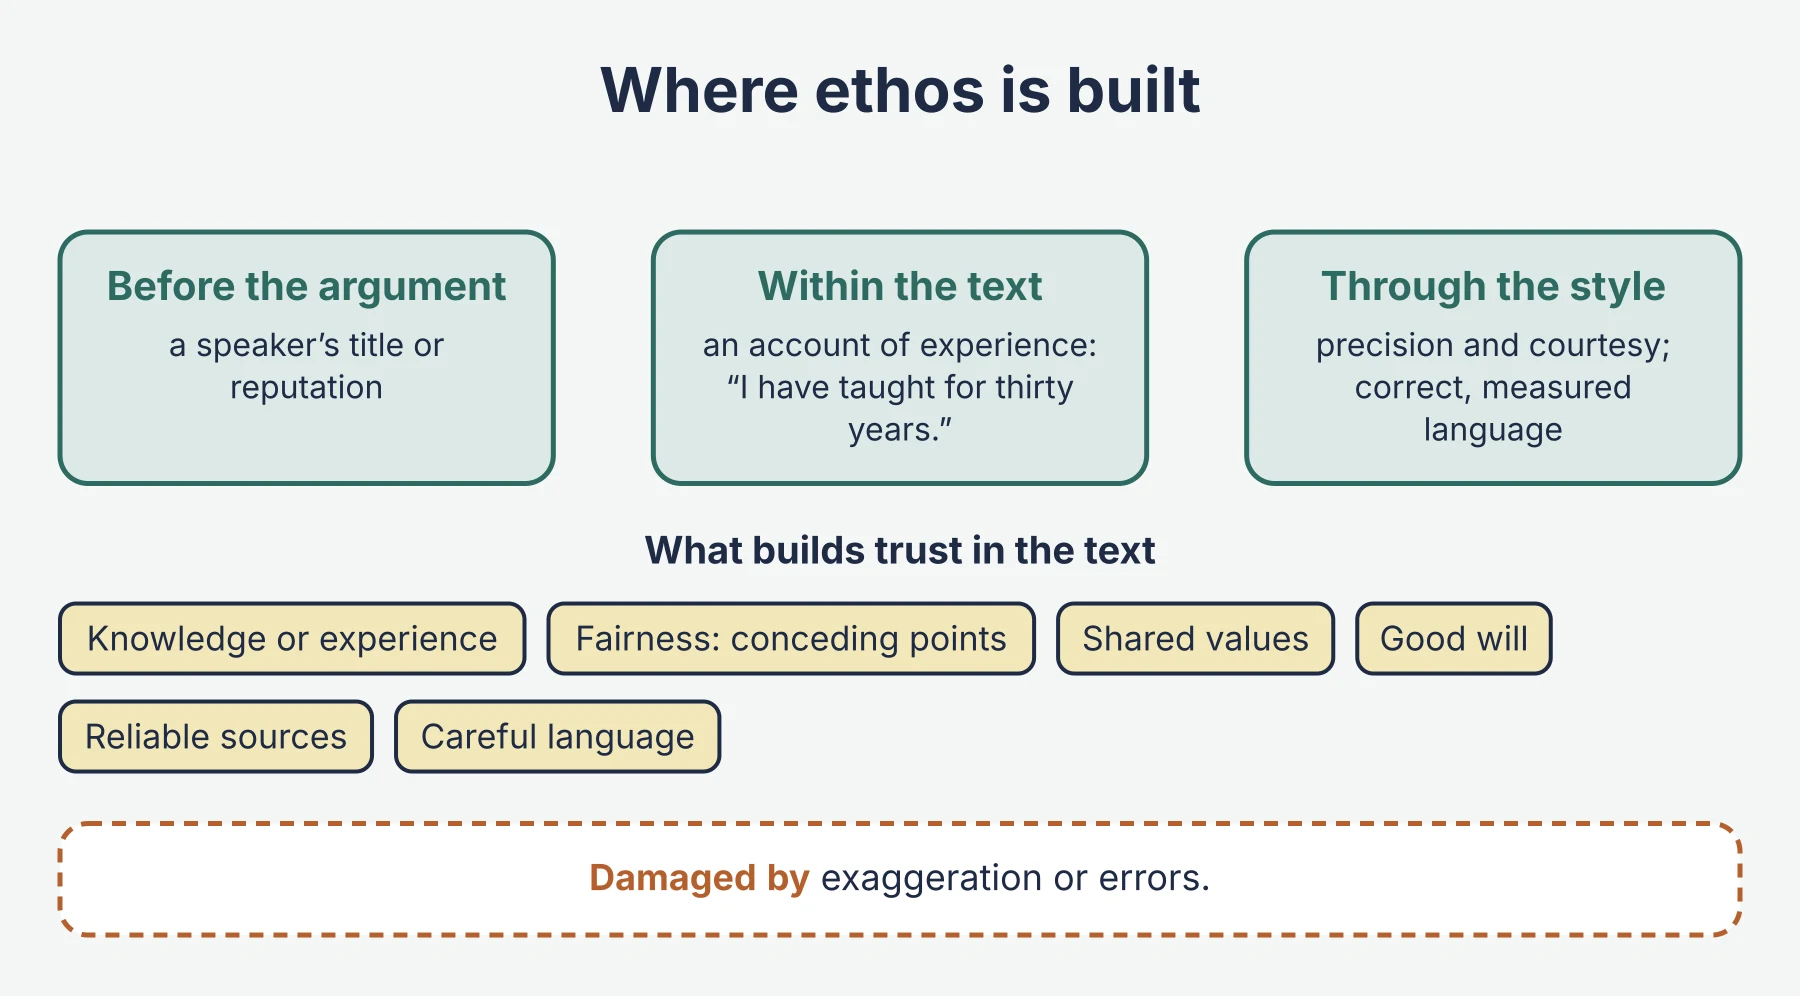 Where ethos is built
Before the argument
a speaker’s title or
reputation
Within the text
an account of experience:
“I have taught for thirty
years.”
Through the style
precision and courtesy;
correct, measured
language
What builds trust in the text
Knowledge or experience
Fairness: conceding points
Shared values
Good will
Reliable sources
Careful language
Damaged by exaggeration or errors.